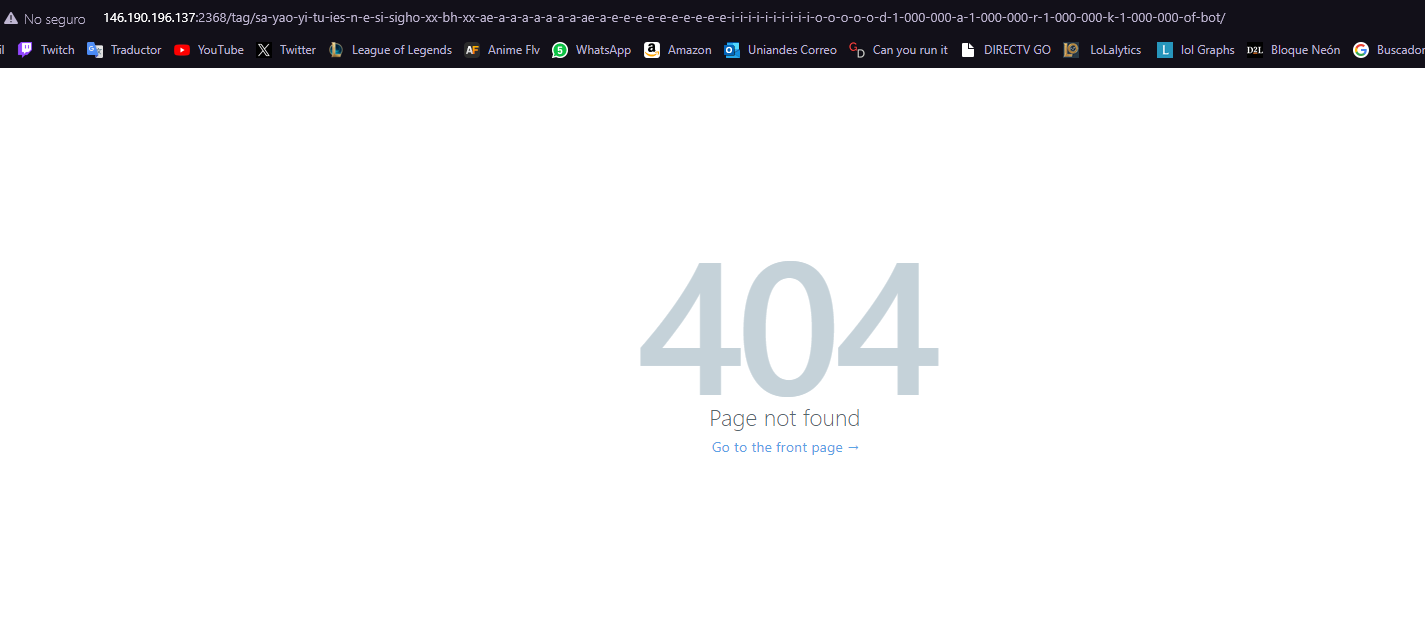 No seguro 146.190.196.137:2368/tag/sa-yao-yi-tu-ies-n-e-si-sigho-xx-bh-xx-ae-a-a-a-a-a-a-a-ae-a-e-e-e-e-e-e-e-e-e-e-i-i-i-i-i-i-i-i-i-i-o-o-o-o-o-d-1-000-000-a-1-000-000-r-1-000-000-k-1-000-000-of-bot/
Twitch Traductor YouTube Twitter League of Legends Anime Flv WhatsApp Amazon Uniandes Correo Can you run it DIRECTV GO LoLalytics lol Graphs Bloque Neón Buscador
404
Page not found
Go to the front page →